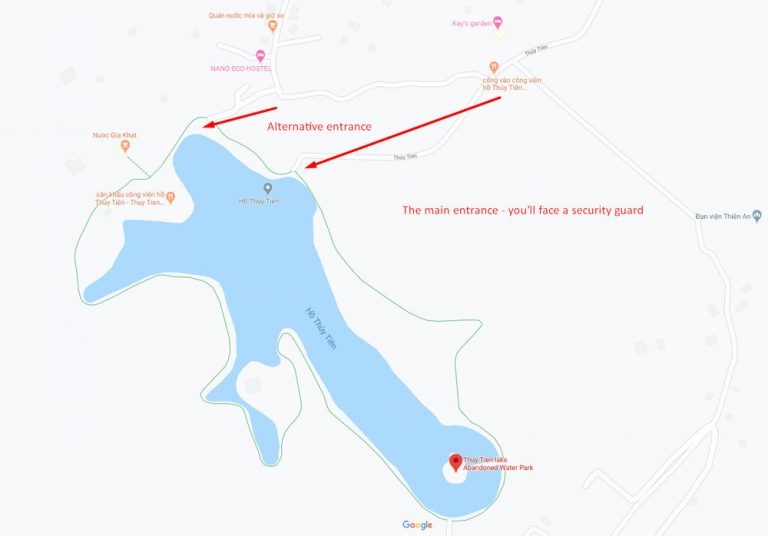 Quán nước mía và giữ xe
Kay's garden
Thủy Tiên
NANO ECO-HOSTEL
cổng vào công viên
hồ Thủy Tiên...
Alternative entrance
Nuoc Gia Khat
Thủy Tiên
sân khấu công viên hồ
Thủy Tiên - Thuy Tien...
Hồ Thuỷ Tiên
The main entrance - you'll face a security guard
Đan viện Thiên An
Hồ Thủy Tiên
Thuy Tien lake
Abandoned Water Park
Google